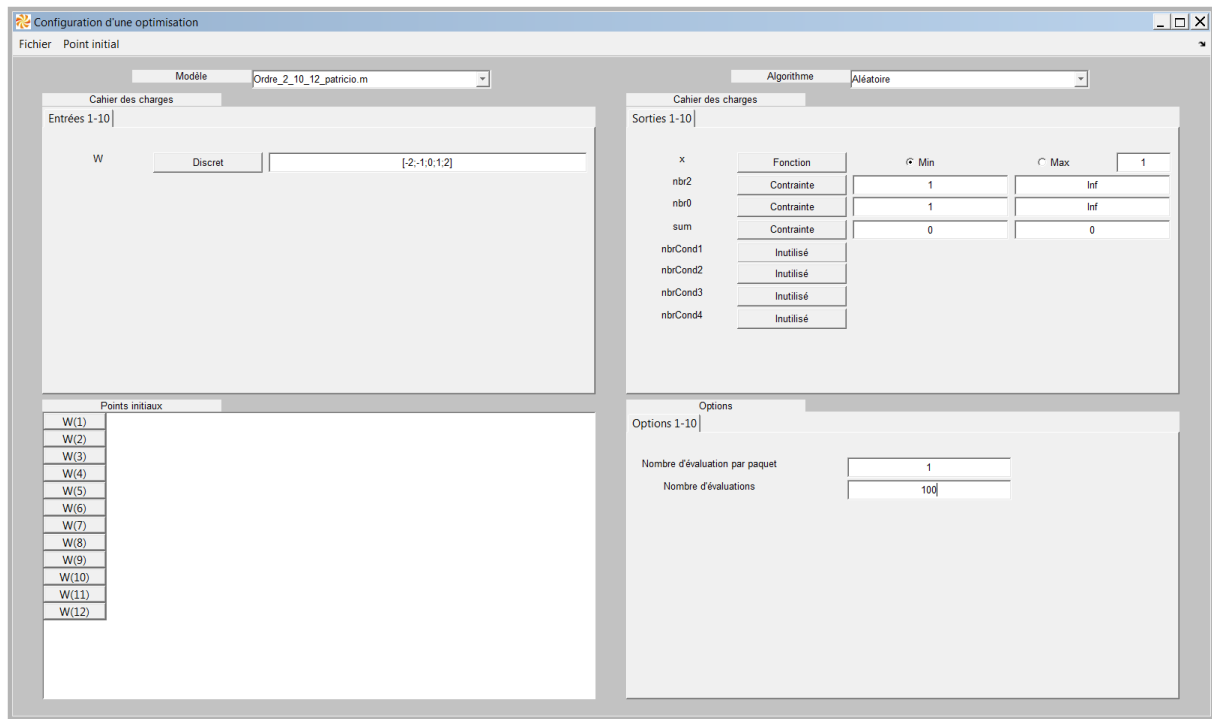 Configuration d'une optimisation
Fichier Point initial
Modèle Ordre_2_10_12_patricio.m
Algorithme Aléatoire
Cahier des charges
Entrées 1-10
W Discret [-2;-1;0;1;2]
Cahier des charges
Sorties 1-10
x Fonction Min Max 1
nbr2 Contrainte 1 Inf
nbr0 Contrainte 1 Inf
sum Contrainte 0 0
nbrCond1 Inutilisé
nbrCond2 Inutilisé
nbrCond3 Inutilisé
nbrCond4 Inutilisé
Points initiaux
W(1)
W(2)
W(3)
W(4)
W(5)
W(6)
W(7)
W(8)
W(9)
W(10)
W(11)
W(12)
Options
Options 1-10
Nombre d'évaluation par paquet 1
Nombre d'évaluations 100